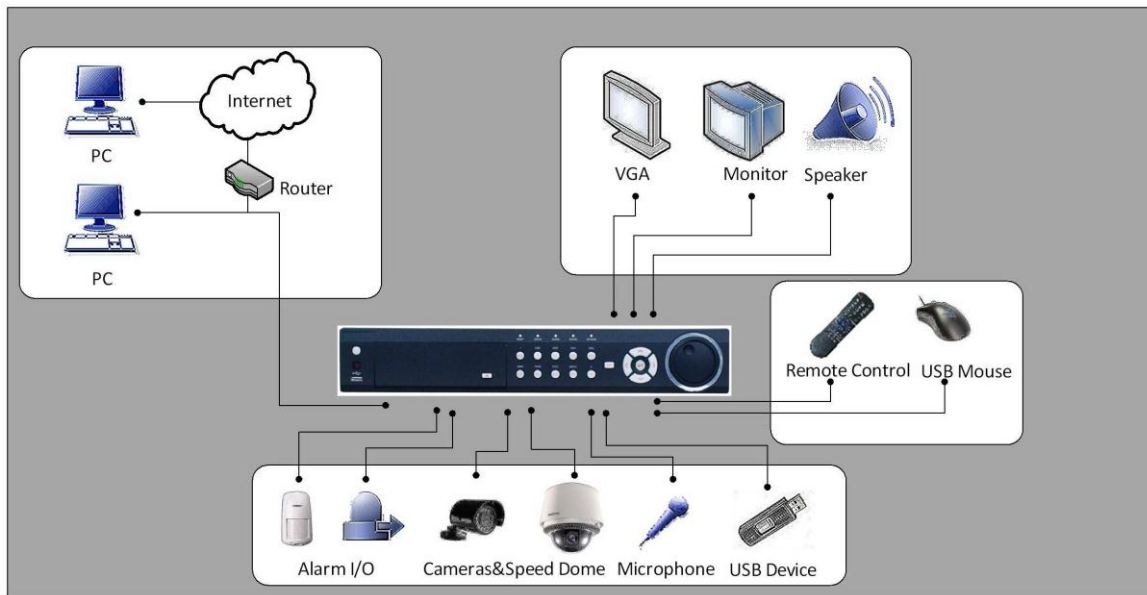 Internet
PC
Router
PC
VGA
Monitor
Speaker
Remote Control
USB Mouse
Alarm I/O
Cameras&Speed Dome
Microphone
USB Device